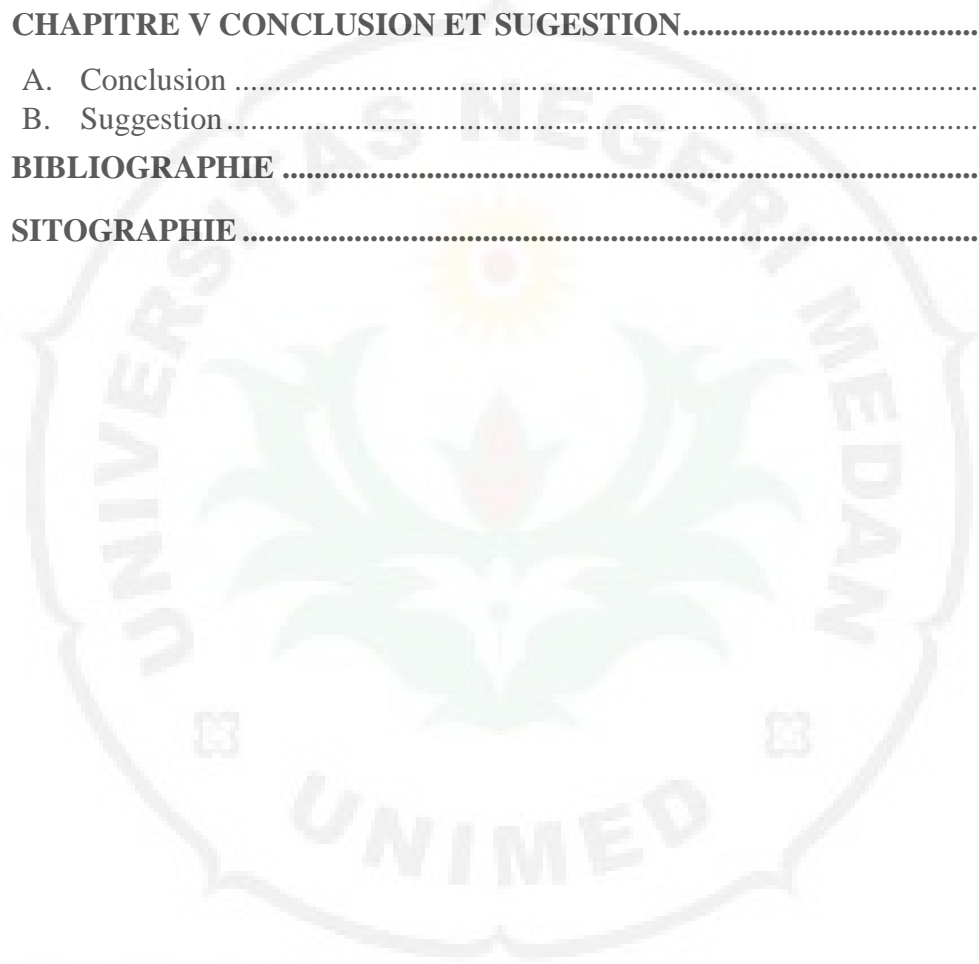 CHAPITRE V CONCLUSION ET SUGESTION.....................................
A. Conclusion ...............................................................................................
B. Suggestion...............................................................................................
BIBLIOGRAPHIE .......................................................................................
SITOGRAPHIE ...........................................................................................
UNIVERSITAS NEGERI MEDAN
UNIMED